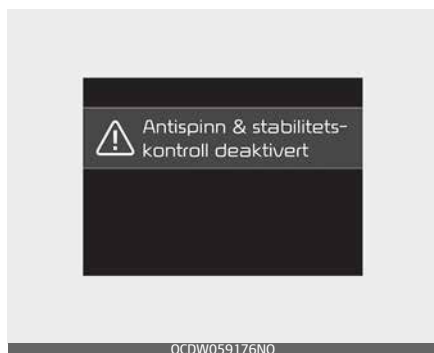 Antispinn & stabilitets-
kontroll deaktivert
OCDW059176NO